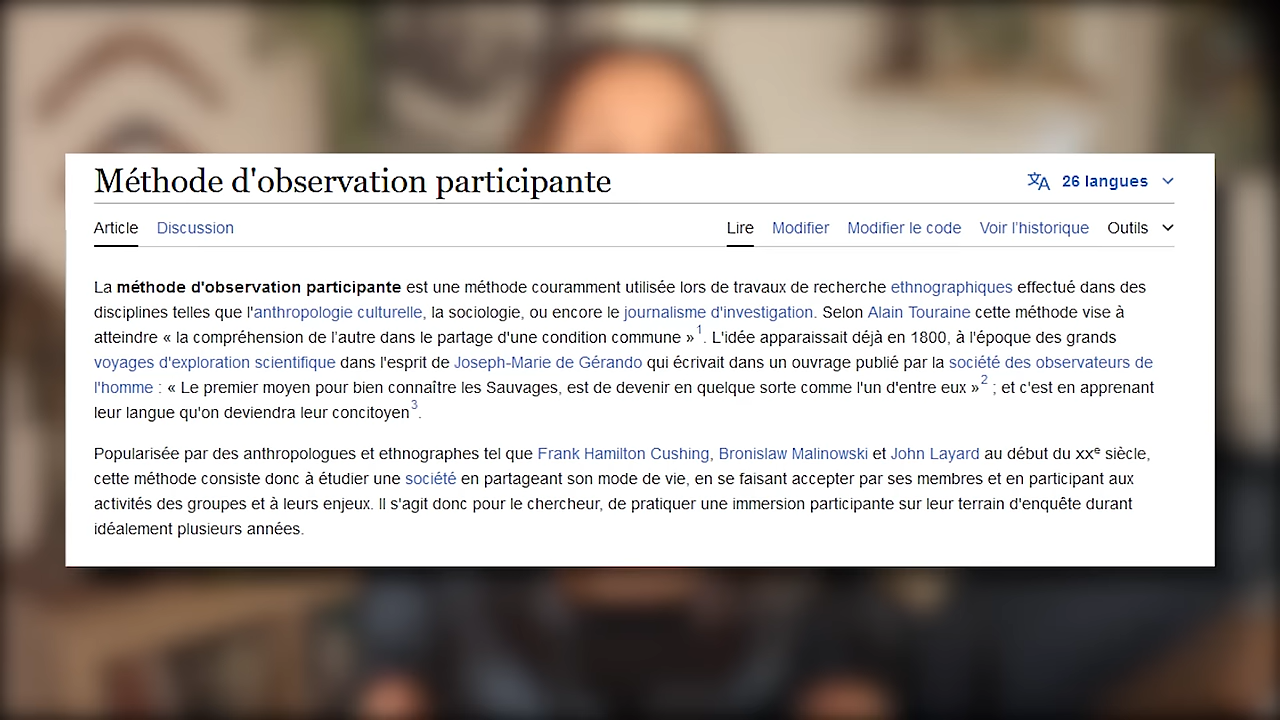 Méthode d'observation participante
26 langues
Article Discussion Lire Modifier Modifier le code Voir l’historique Outils
La méthode d'observation participante est une méthode couramment utilisée lors de travaux de recherche ethnographiques effectué dans des
disciplines telles que l'anthropologie culturelle, la sociologie, ou encore le journalisme d'investigation. Selon Alain Touraine cette méthode vise à
atteindre « la compréhension de l’autre dans le partage d'une condition commune »1. L'idée apparaissait déjà en 1800, à l'époque des grands
voyages d'exploration scientifique dans l'esprit de Joseph-Marie de Gérando qui écrivait dans un ouvrage publié par la société des observateurs de
l'homme : « Le premier moyen pour bien connaître les Sauvages, est de devenir en quelque sorte comme l'un d'entre eux »2 ; et c'est en apprenant
leur langue qu'on deviendra leur concitoyen3.
Popularisée par des anthropologues et ethnographes tel que Frank Hamilton Cushing, Bronislaw Malinowski et John Layard au début du XXe siècle,
cette méthode consiste donc à étudier une société en partageant son mode de vie, en se faisant accepter par ses membres et en participant aux
activités des groupes et à leurs enjeux. Il s'agit donc pour le chercheur, de pratiquer une immersion participante sur leur terrain d'enquête durant
idéalement plusieurs années.